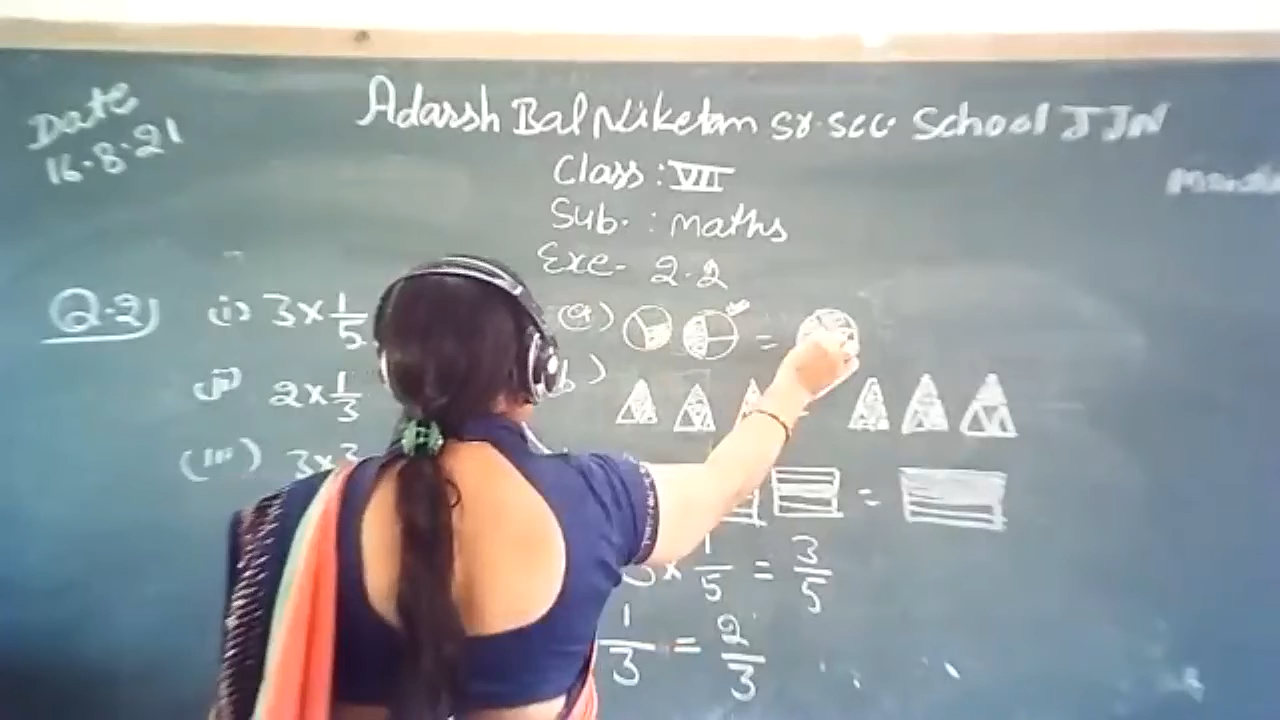 Date
16.8.21
Adarsh Bal Niketan Sr. Sec. School JJN
Class : VII
Sub. : maths
Exe- 2.2
Q.2) (i) 3 × 1/5 (a) =
(ii) 2 × 1/3 b)
(iii) 3 ×
=
× 1/5 = 3/5
1/3 = 2/3